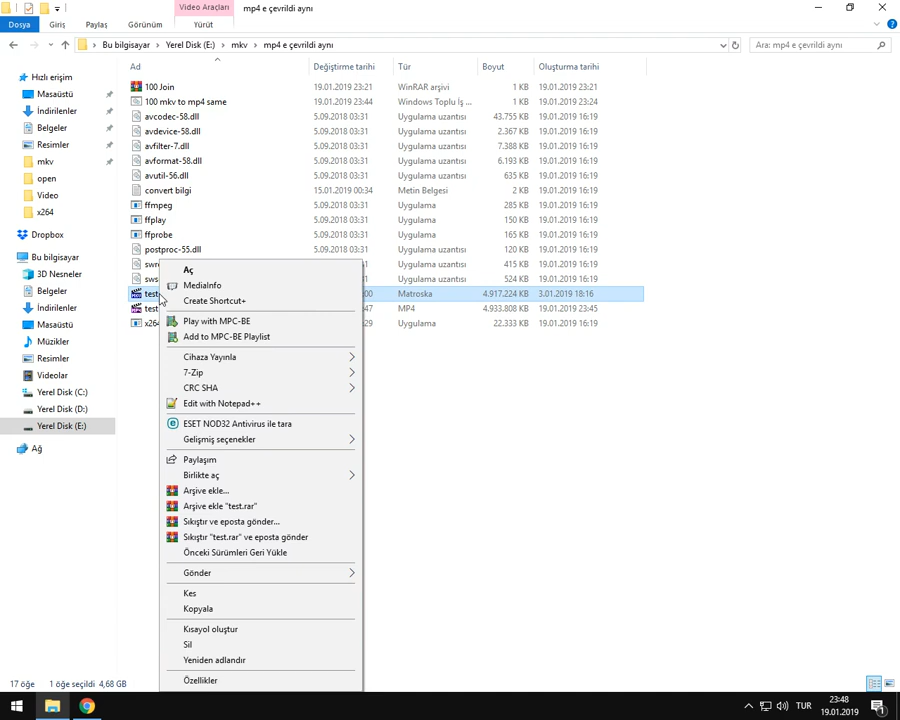 Video Araçları
mp4 e çevrildi aynı
Dosya
Giriş
Paylaş
Görünüm
Yürüt
Bu bilgisayar
Yerel Disk (E:)
mkv
mp4 e çevrildi aynı
Ara: mp4 e çevrildi aynı
Ad
Değiştirme tarihi
Tür
Boyut
Oluşturma tarihi
Hızlı erişim
Masaüstü
İndirilenler
Belgeler
Resimler
mkv
open
Video
x264
Dropbox
Bu bilgisayar
3D Nesneler
Belgeler
İndirilenler
Masaüstü
Müzikler
Resimler
Videolar
Yerel Disk (C:)
Yerel Disk (D:)
Yerel Disk (E:)
Ağ
100 Join 19.01.2019 23:21 WinRAR arşivi 1 KB 19.01.2019 23:21
100 mkv to mp4 same 19.01.2019 23:44 Windows Toplu İş ... 1 KB 19.01.2019 23:24
avcodec-58.dll 5.09.2018 03:31 Uygulama uzantısı 43.755 KB 19.01.2019 16:19
avdevice-58.dll 5.09.2018 03:31 Uygulama uzantısı 2.367 KB 19.01.2019 16:19
avfilter-7.dll 5.09.2018 03:31 Uygulama uzantısı 7.388 KB 19.01.2019 16:19
avformat-58.dll 5.09.2018 03:31 Uygulama uzantısı 6.193 KB 19.01.2019 16:19
avutil-56.dll 5.09.2018 03:31 Uygulama uzantısı 635 KB 19.01.2019 16:19
convert bilgi 15.01.2019 00:34 Metin Belgesi 2 KB 19.01.2019 16:19
ffmpeg 5.09.2018 03:31 Uygulama 285 KB 19.01.2019 16:19
ffplay 5.09.2018 03:31 Uygulama 150 KB 19.01.2019 16:19
ffprobe 5.09.2018 03:31 Uygulama 160 KB 19.01.2019 16:19
postproc-55.dll 5.09.2018 03:31 Uygulama uzantısı 120 KB 19.01.2019 16:19
swr Uygulama uzantısı 416 KB 19.01.2019 16:19
sws Uygulama uzantısı 524 KB 19.01.2019 16:19
test 00 Matroska 4.917.224 KB 3.01.2019 18:16
test 47 MP4 4.933.808 KB 19.01.2019 23:45
x264 29 Uygulama 22.333 KB 19.01.2019 16:19
Aç
MediaInfo
Create Shortcut+
Play with MPC-BE
Add to MPC-BE Playlist
Cihaza Yayınla
7-Zip
CRC SHA
Edit with Notepad++
ESET NOD32 Antivirus ile tara
Gelişmiş seçenekler
Paylaşım
Birlikte aç
Arşive ekle...
Arşive ekle "test.rar"
Sıkıştır ve eposta gönder...
Sıkıştır "test.rar" ve eposta gönder
Önceki Sürümleri Geri Yükle
Gönder
Kes
Kopyala
Kısayol oluştur
Sil
Yeniden adlandır
Özellikler
17 öğe
1 öğe seçildi 4,68 GB
TUR
23:48
19.01.2019
1